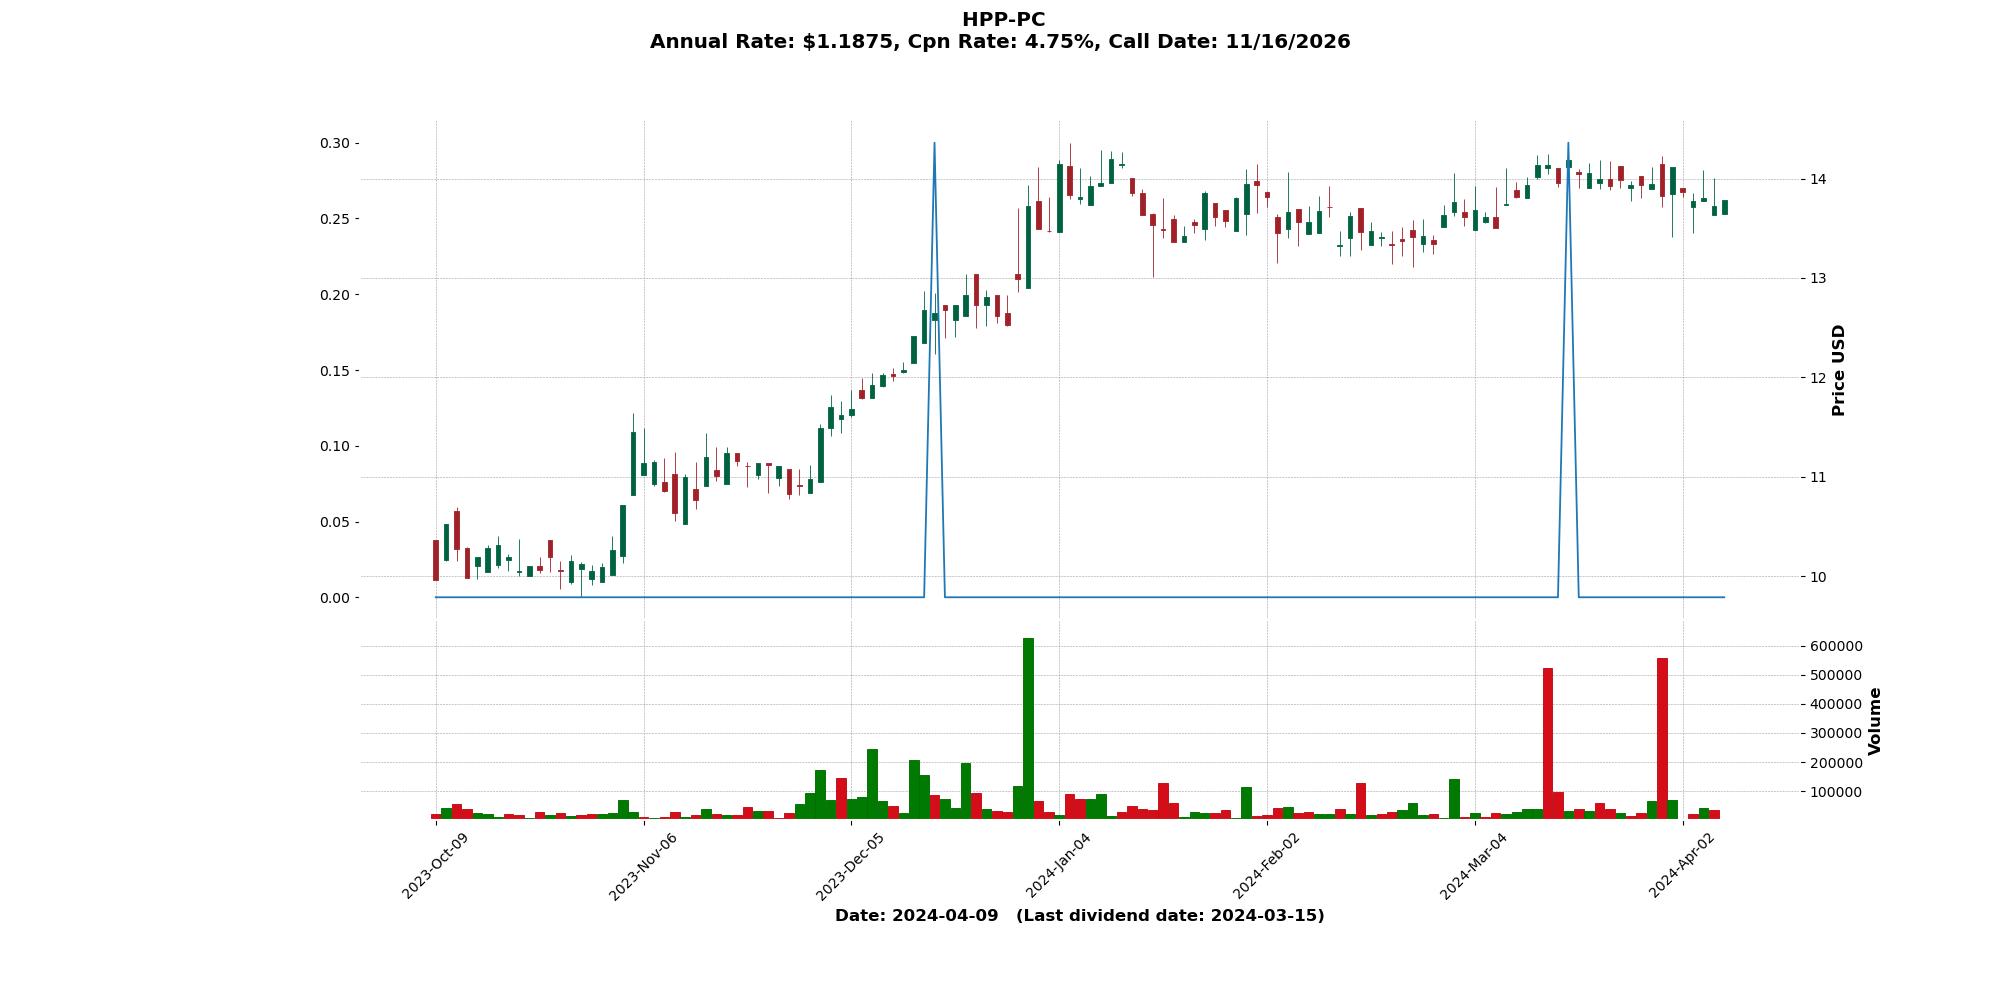 HPP-PC
Annual Rate: $1.1875, Cpn Rate: 4.75%, Call Date: 11/16/2026
0.30
0.25
0.20
0.15
0.10
0.05
0.00
14
13
12
11
10
Price USD
600000
500000
400000
300000
200000
100000
Volume
2023-Oct-09
2023-Nov-06
2023-Dec-05
2024-Jan-04
2024-Feb-02
2024-Mar-04
2024-Apr-02
Date: 2024-04-09 (Last dividend date: 2024-03-15)